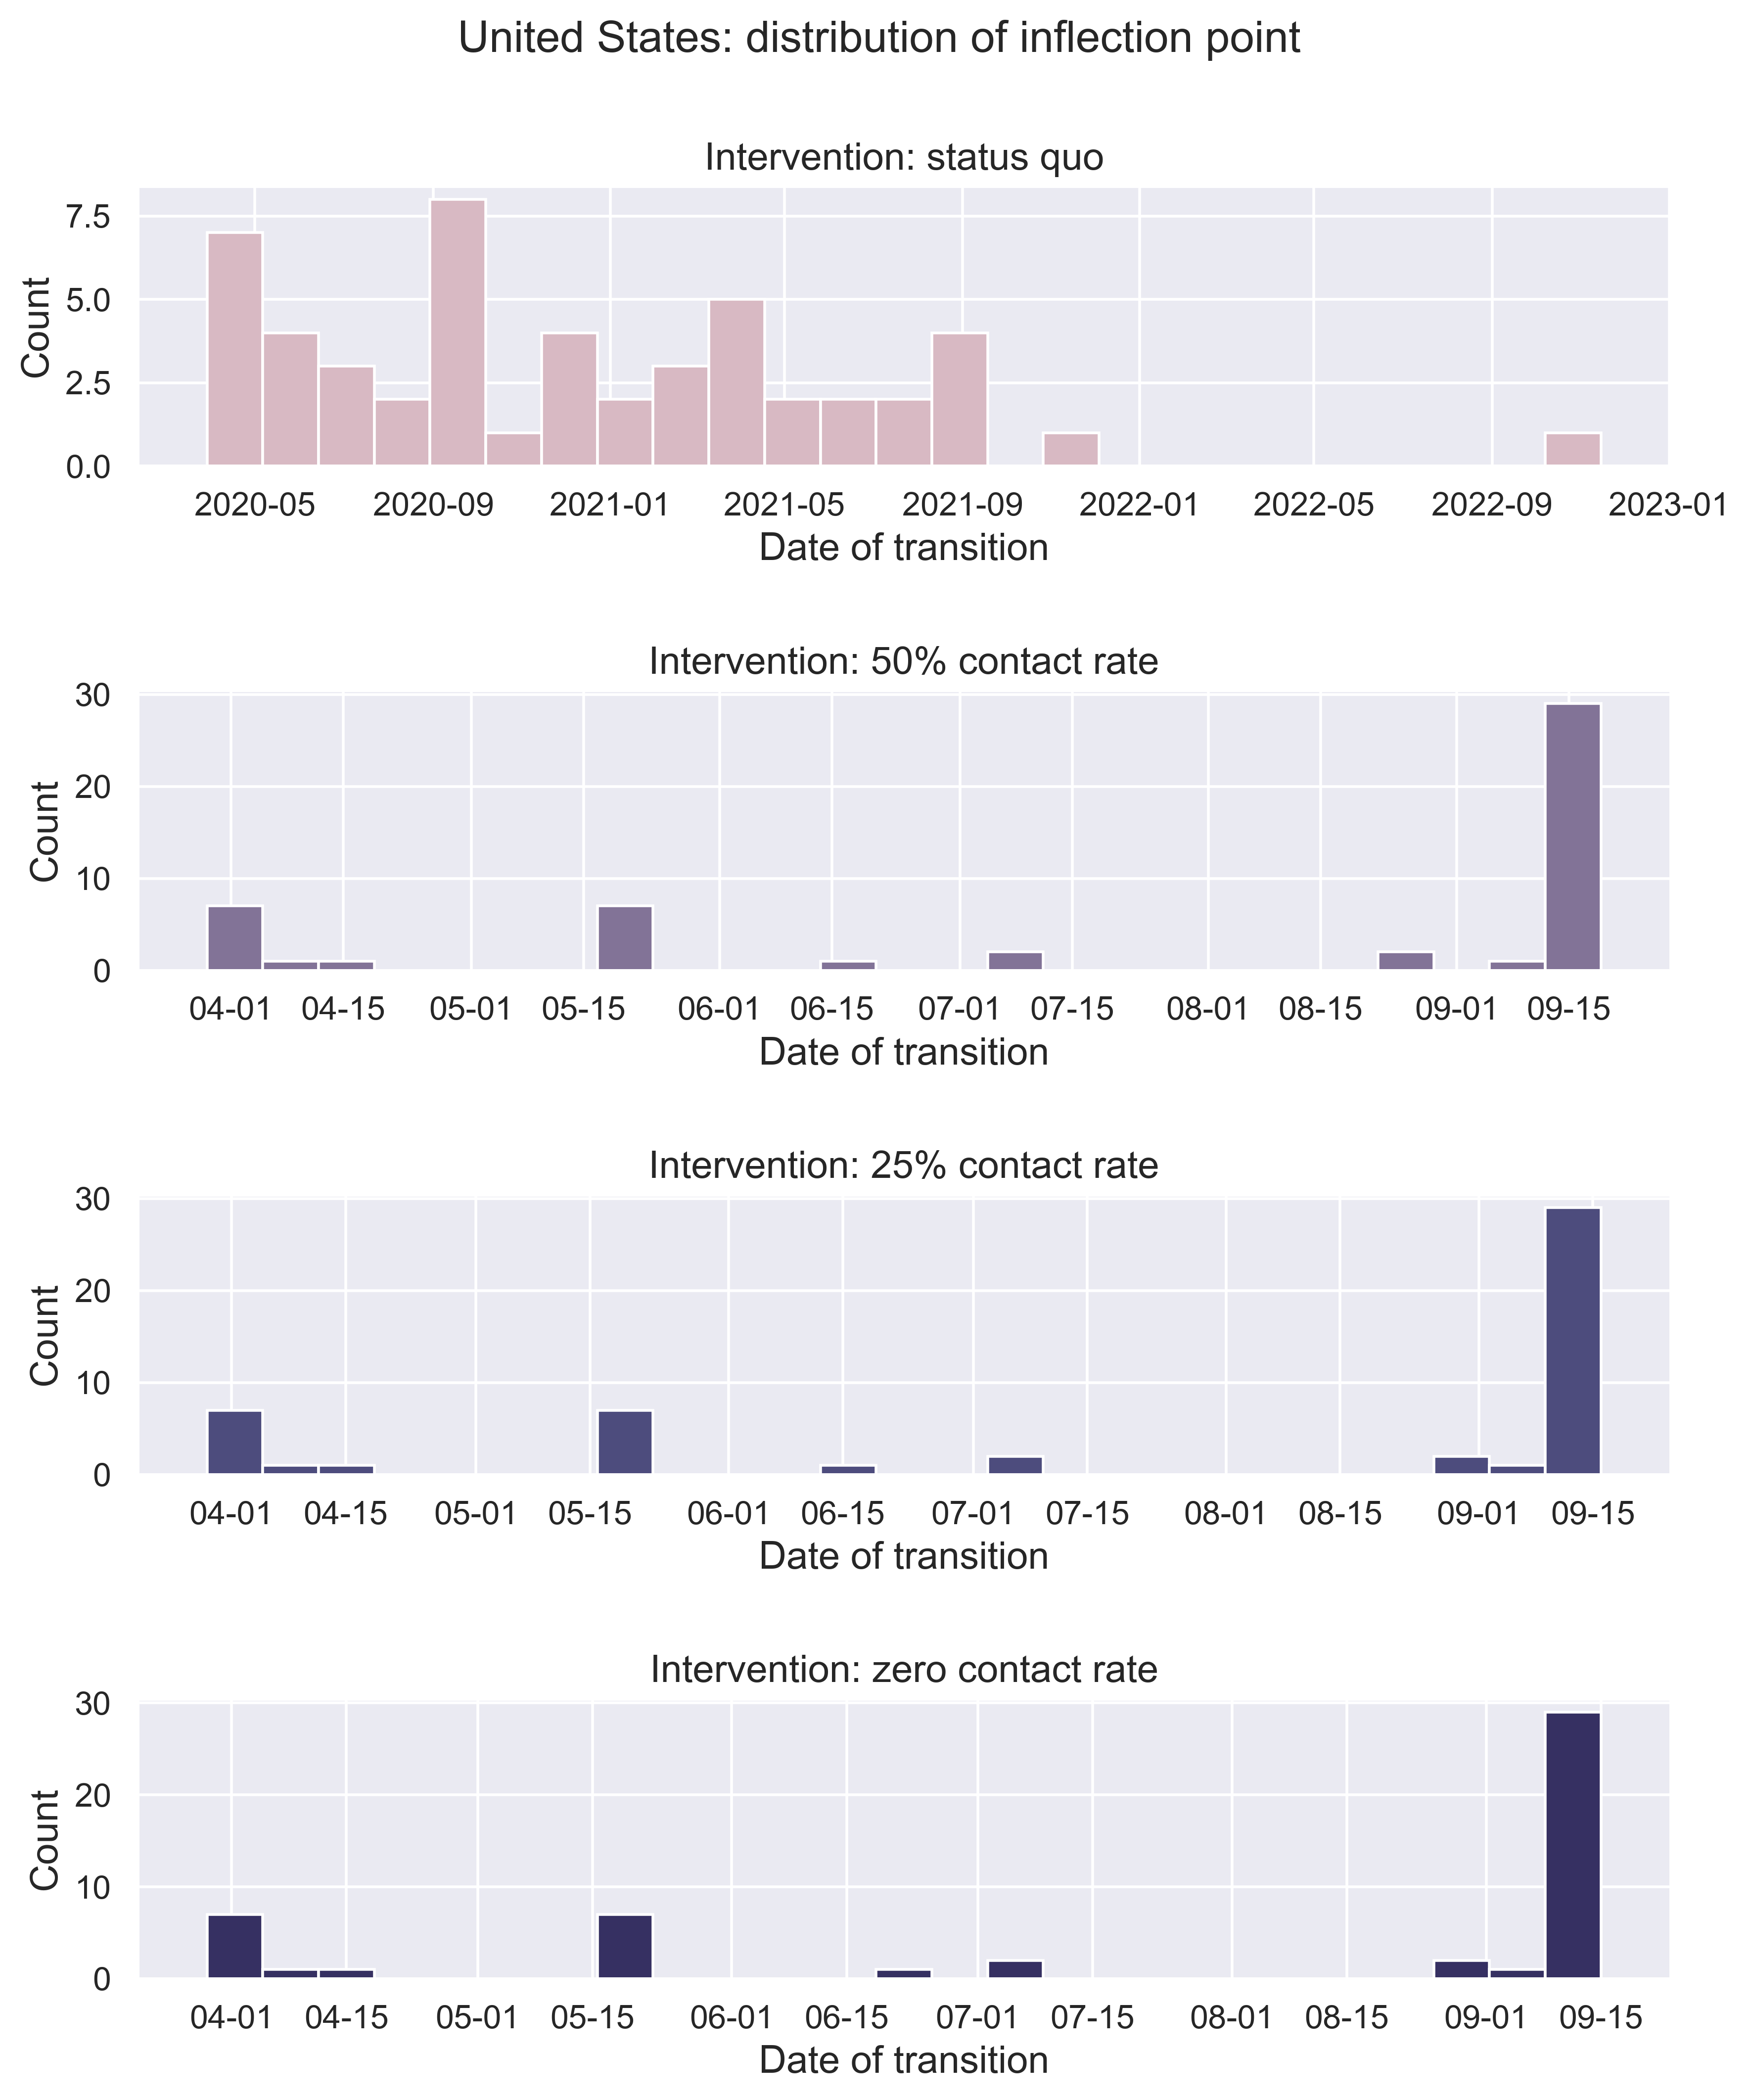 United States: distribution of inflection point
Intervention: status quo
Count
7.5
5.0
2.5
0.0
2020-05 2020-09 2021-01 2021-05 2021-09 2022-01 2022-05 2022-09 2023-01
Date of transition
Intervention: 50% contact rate
Count
30
20
10
0
04-01 04-15 05-01 05-15 06-01 06-15 07-01 07-15 08-01 08-15 09-01 09-15
Date of transition
Intervention: 25% contact rate
Count
30
20
10
0
04-01 04-15 05-01 05-15 06-01 06-15 07-01 07-15 08-01 08-15 09-01 09-15
Date of transition
Intervention: zero contact rate
Count
30
20
10
0
04-01 04-15 05-01 05-15 06-01 06-15 07-01 07-15 08-01 08-15 09-01 09-15
Date of transition